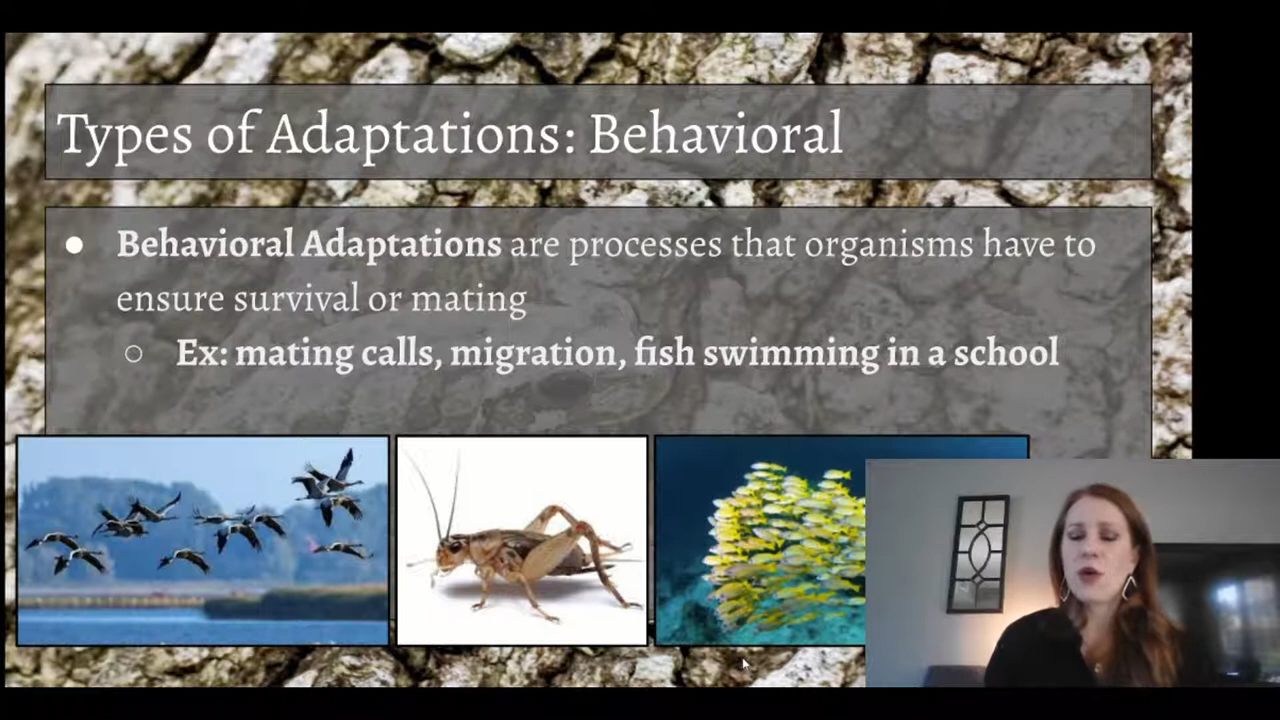 Types of Adaptations: Behavioral
● Behavioral Adaptations are processes that organisms have to
ensure survival or mating
○ Ex: mating calls, migration, fish swimming in a school